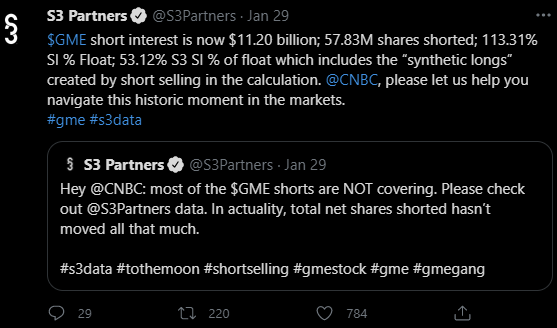 S3 Partners @S3Partners · Jan 29
$GME short interest is now $11.20 billion; 57.83M shares shorted; 113.31%
SI % Float; 53.12% S3 SI % of float which includes the "synthetic longs"
created by short selling in the calculation. @CNBC, please let us help you
navigate this historic moment in the markets.
#gme #s3data
S3 Partners @S3Partners · Jan 29
Hey @CNBC: most of the $GME shorts are NOT covering. Please check
out @S3Partners data. In actuality, total net shares shorted hasn't
moved all that much.
#s3data #tothemoon #shortselling #gmestock #gme #gmegang
29 220 784